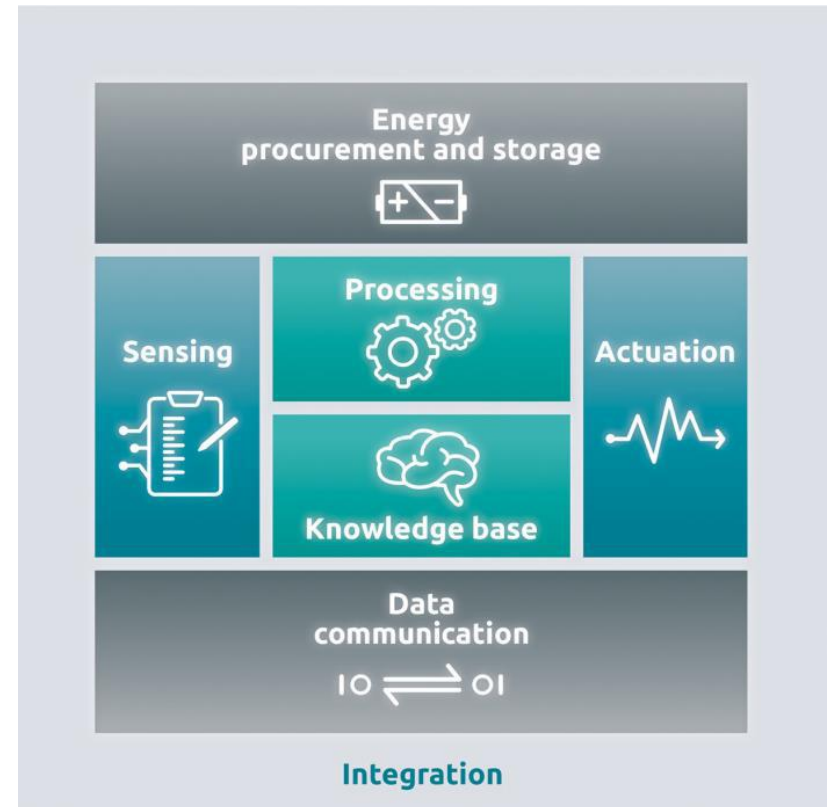 Energy
procurement and storage
Processing
Sensing
Actuation
Knowledge base
Data
communication
IO OI
Integration